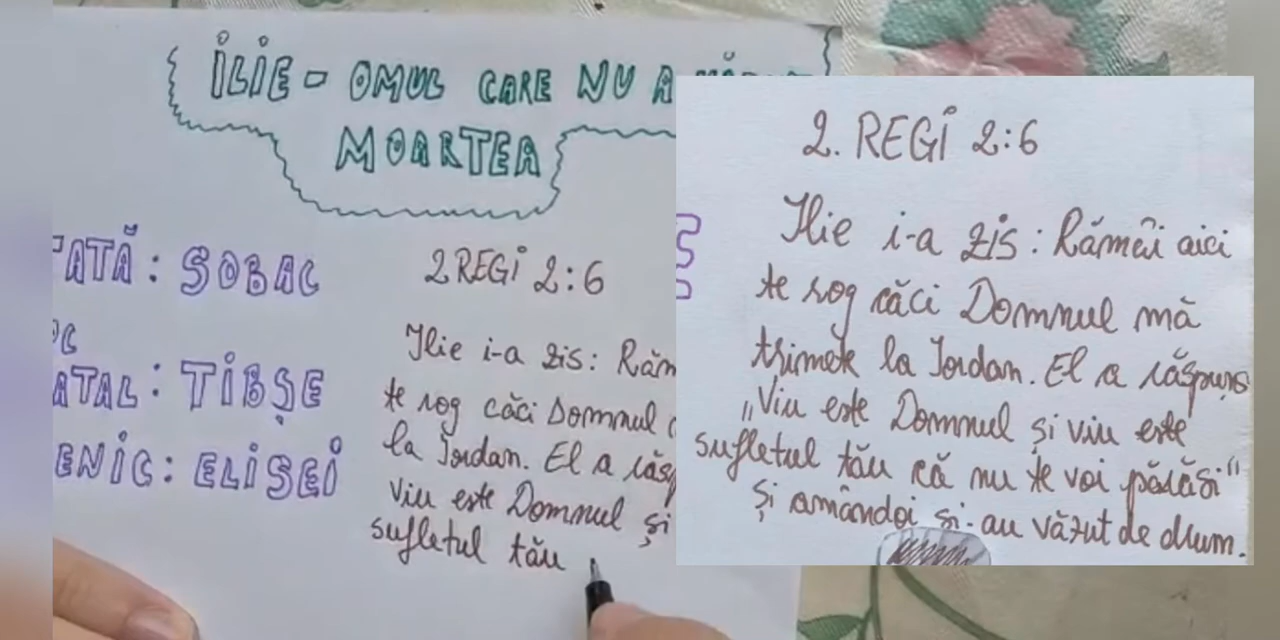 ILIE - OMUL CARE NU A
MOARTEA
TATĂ: SOBAC
ATAL: TIBȘE
ENIC: ELISEI
2 REGI 2:6
Ilie i-a zis: Răm
te rog căci Domnul
la Iordan. El a răsp
Viu este Domnul și
sufletul tău
2. REGI 2:6
Ilie i-a zis: Rămâi aici
te rog căci Domnul mă
trimete la Iordan. El a răspuns
„Viu este Domnul și viu este
sufletul tău că nu te voi părăsi"
Și amândoi și-au văzut de drum.